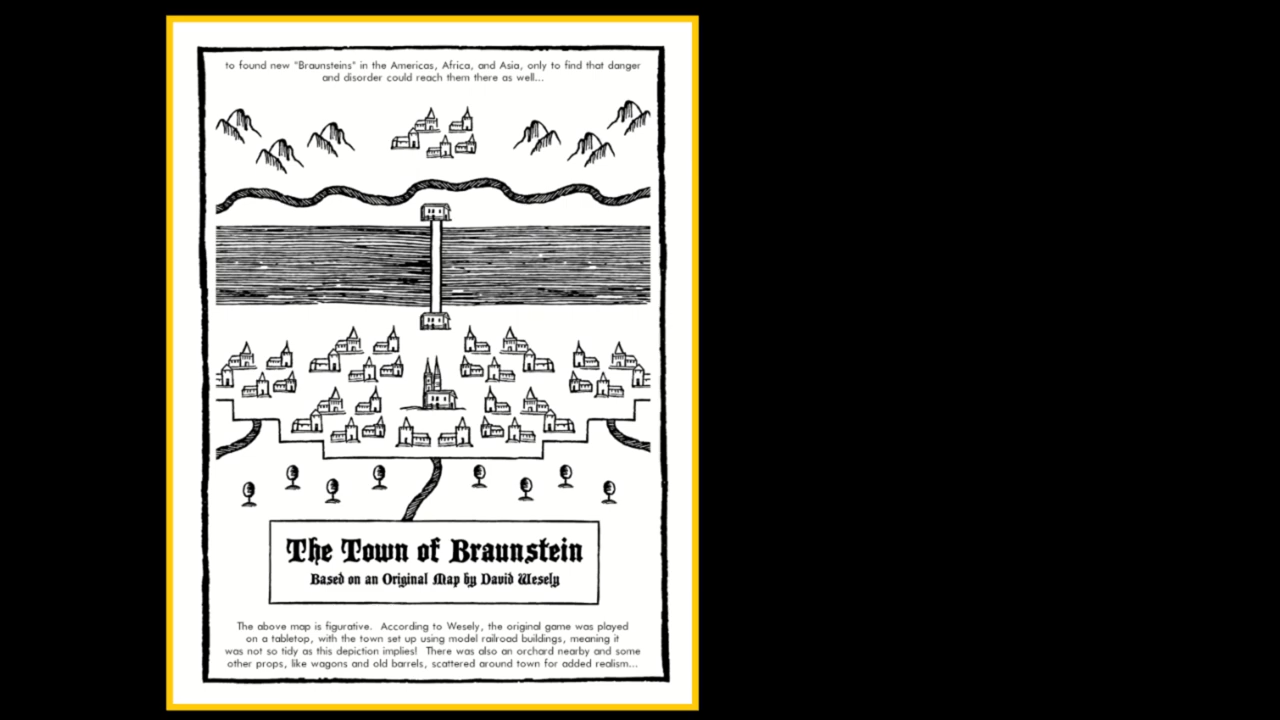 to found new "Braunsteins" in the Americas, Africa, and Asia, only to find that danger
and disorder could reach them there as well...
The Town of Braunstein
Based on an Original Map by David Wesely
The above map is figurative. According to Wesely, the original game was played
on a tabletop, with the town set up using model railroad buildings, meaning it
was not so tidy as this depiction implies! There was also an orchard nearby and some
other props, like wagons and old barrels, scattered around town for added realism...